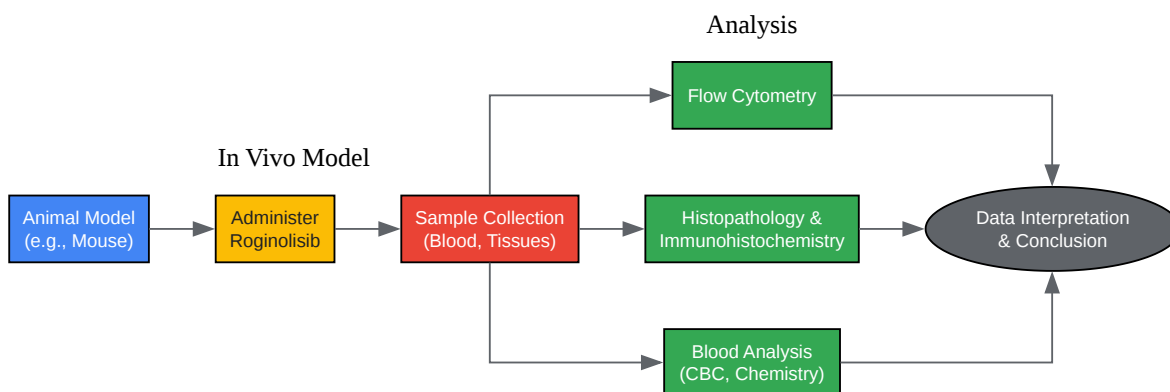 Analysis
Flow Cytometry
In Vivo Model
Animal Model
(e.g., Mouse)
Administer
Roginolisib
Sample Collection
(Blood, Tissues)
Histopathology &
Immunohistochemistry
Data Interpretation
& Conclusion
Blood Analysis
(CBC, Chemistry)